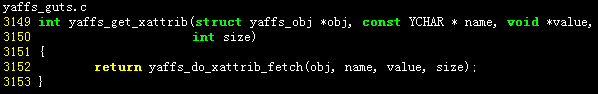 yaffs_guts.c
3149 int yaffs_get_xattrib(struct yaffs_obj *obj, const YCHAR * name, void *value,
3150                       int size)
3151 {
3152         return yaffs_do_xattrib_fetch(obj, name, value, size);
3153 }